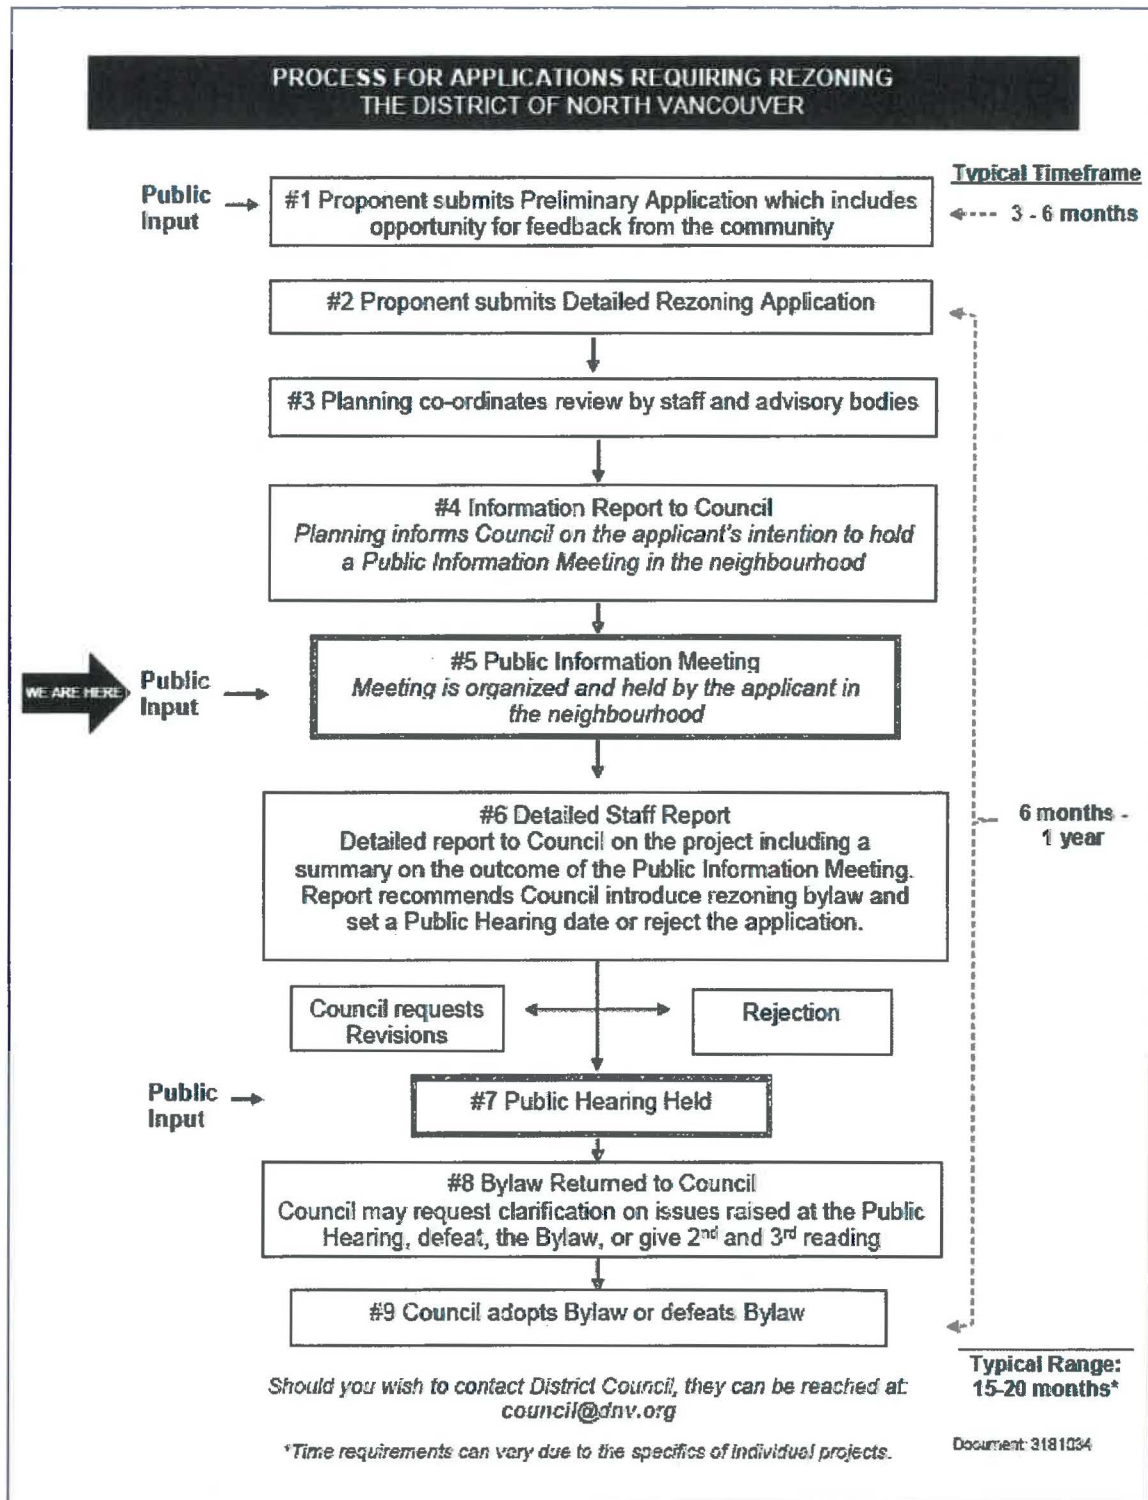 PROCESS FOR APPLICATIONS REQUIRING REZONING
THE DISTRICT OF NORTH VANCOUVER
Typical Timeframe
Public
Input
#1 Proponent submits Preliminary Application which includes
opportunity for feedback from the community
3 - 6 months
#2 Proponent submits Detailed Rezoning Application
#3 Planning co-ordinates review by staff and advisory bodies
#4 Information Report to Council
Planning informs Council on the applicant's intention to hold
a Public Information Meeting in the neighbourhood
WE ARE HERE
Public
Input
#5 Public Information Meeting
Meeting is organized and held by the applicant in
the neighbourhood
#6 Detailed Staff Report
Detailed report to Council on the project including a
summary on the outcome of the Public Information Meeting.
Report recommends Council introduce rezoning bylaw and
set a Public Hearing date or reject the application.
6 months -
1 year
Council requests
Revisions
Rejection
Public
Input
#7 Public Hearing Held
#8 Bylaw Returned to Council
Council may request clarification on issues raised at the Public
Hearing, defeat, the Bylaw, or give 2nd and 3rd reading
#9 Council adopts Bylaw or defeats Bylaw
Typical Range:
15-20 months*
Should you wish to contact District Council, they can be reached at:
council@dnv.org
*Time requirements can vary due to the specifics of individual projects.
Document: 3181034